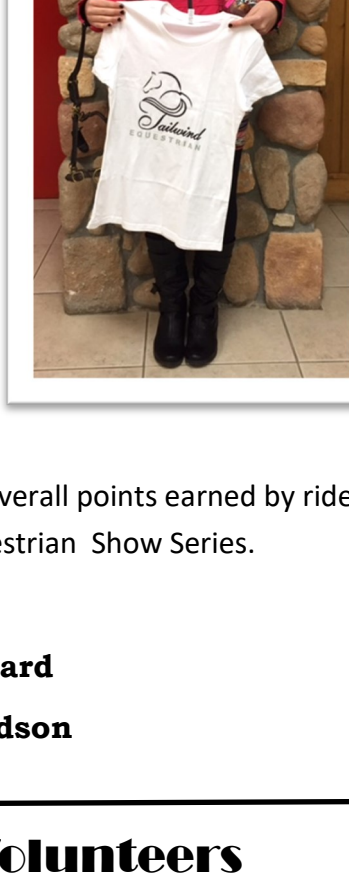 Tailwind
EQUESTRIAN
verall points earned by ride
estrian Show Series.
ard
dson
olunteers